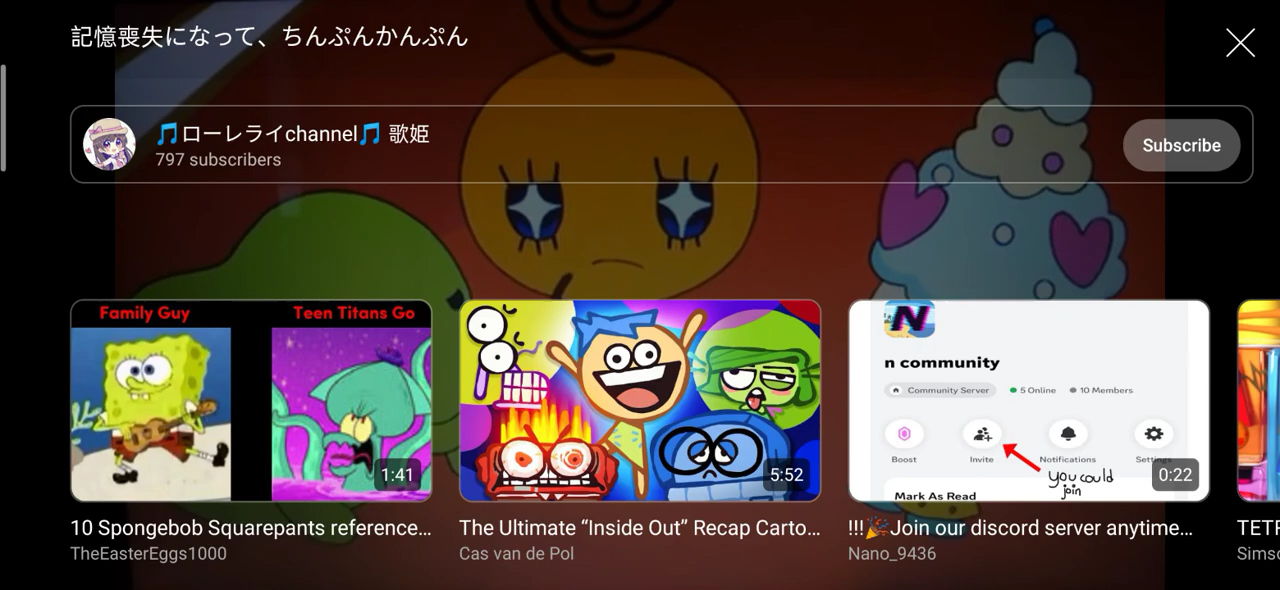 記憶喪失になって、ちんぷんかんぷん
🎵ローレライchannel🎵 歌姫
797 subscribers
Subscribe
Family Guy
Teen Titans Go
1:41
10 Spongebob Squarepants reference...
TheEasterEggs1000
5:52
The Ultimate “Inside Out” Recap Carto...
Cas van de Pol
N
n community
Community Server
5 Online
10 Members
Boost
Invite
Notifications
Settings
you could
join
Mark As Read
0:22
!!!🎉Join our discord server anytime...
Nano_9436
TETR
Simso